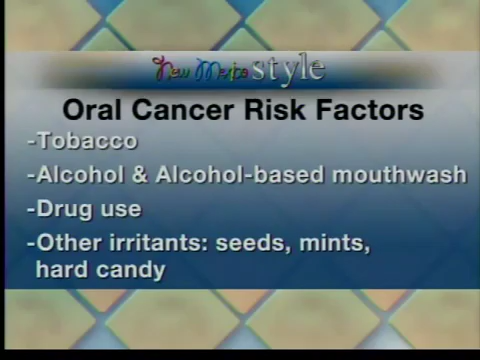 New Mexico style
Oral Cancer Risk Factors
-Tobacco
-Alcohol & Alcohol-based mouthwash
-Drug use
-Other irritants: seeds, mints,
hard candy